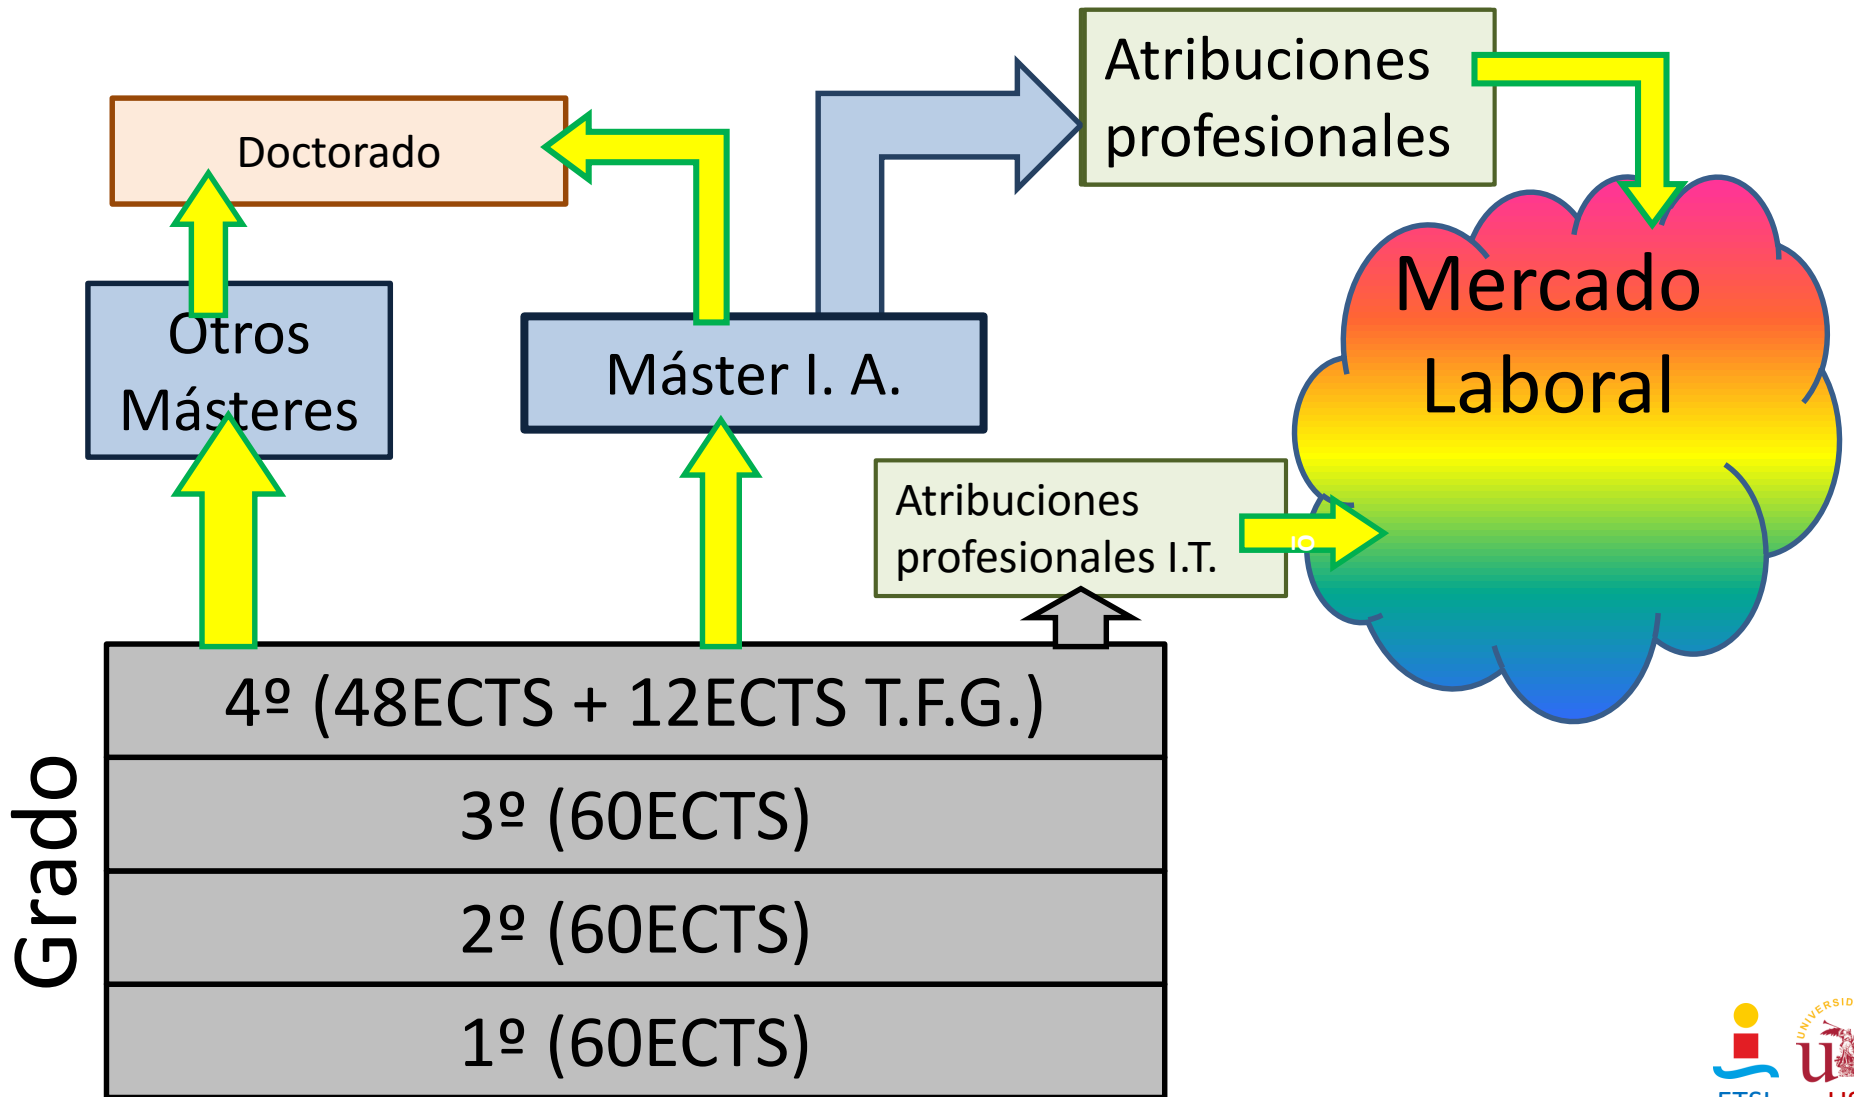 Atribuciones
profesionales
Doctorado
Mercado
Laboral
Otros
Másteres
Máster I. A.
Atribuciones
profesionales I.T.
4º (48ECTS + 12ECTS T.F.G.)
3º (60ECTS)
2º (60ECTS)
1º (60ECTS)
Grado